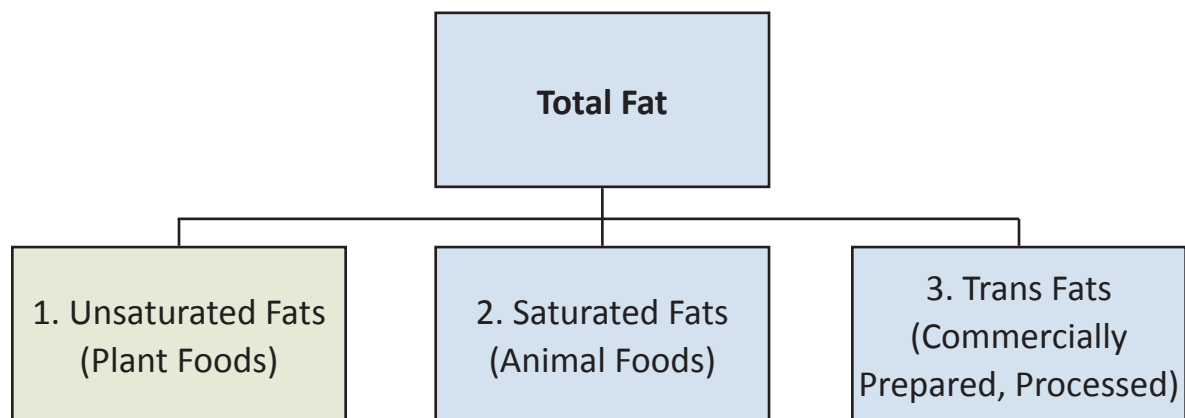 Total Fat
1. Unsaturated Fats
(Plant Foods)
2. Saturated Fats
(Animal Foods)
3. Trans Fats
(Commercially
Prepared, Processed)